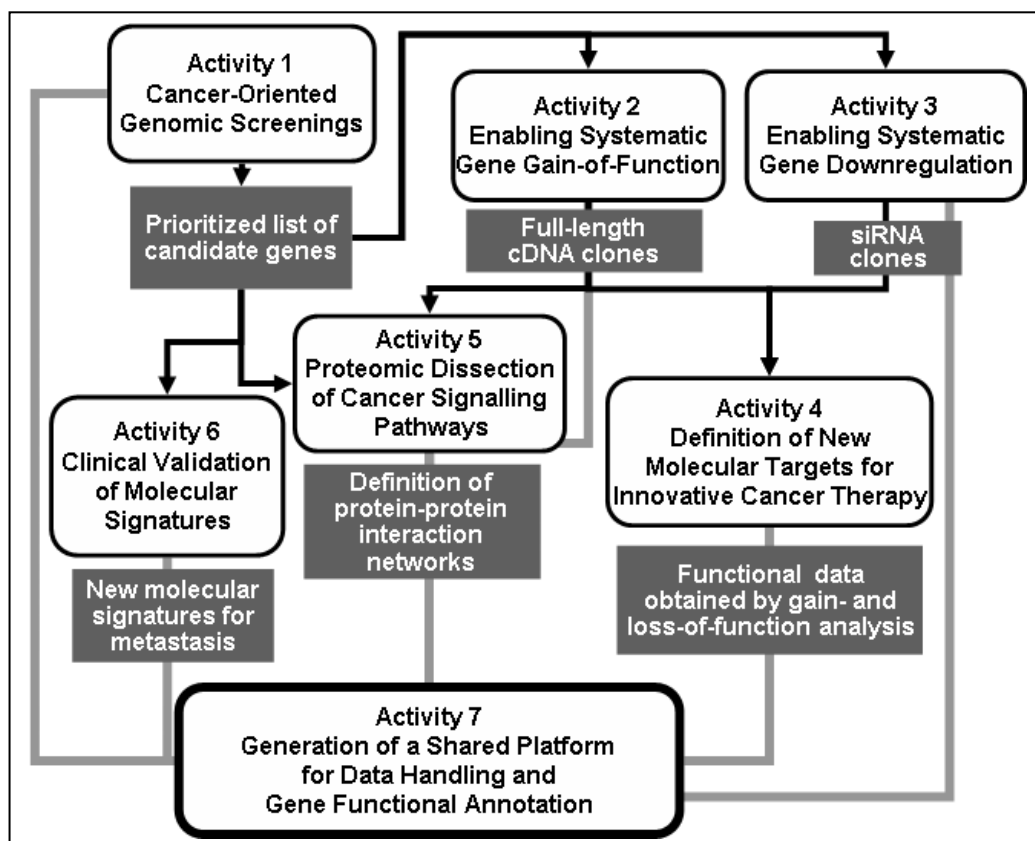 Activity 1
Cancer-Oriented
Genomic Screenings
Activity 2
Enabling Systematic
Gene Gain-of-Function
Activity 3
Enabling Systematic
Gene Downregulation
Prioritized list of
candidate genes
Full-length
cDNA clones
siRNA
clones
Activity 5
Proteomic Dissection
of Cancer Signalling
Pathways
Activity 4
Definition of New
Molecular Targets for
Innovative Cancer Therapy
Activity 6
Clinical Validation
of Molecular
Signatures
Definition of
protein-protein
interaction
networks
Functional data
obtained by gain- and
loss-of-function analysis
New molecular
signatures for
metastasis
Activity 7
Generation of a Shared Platform
for Data Handling and
Gene Functional Annotation